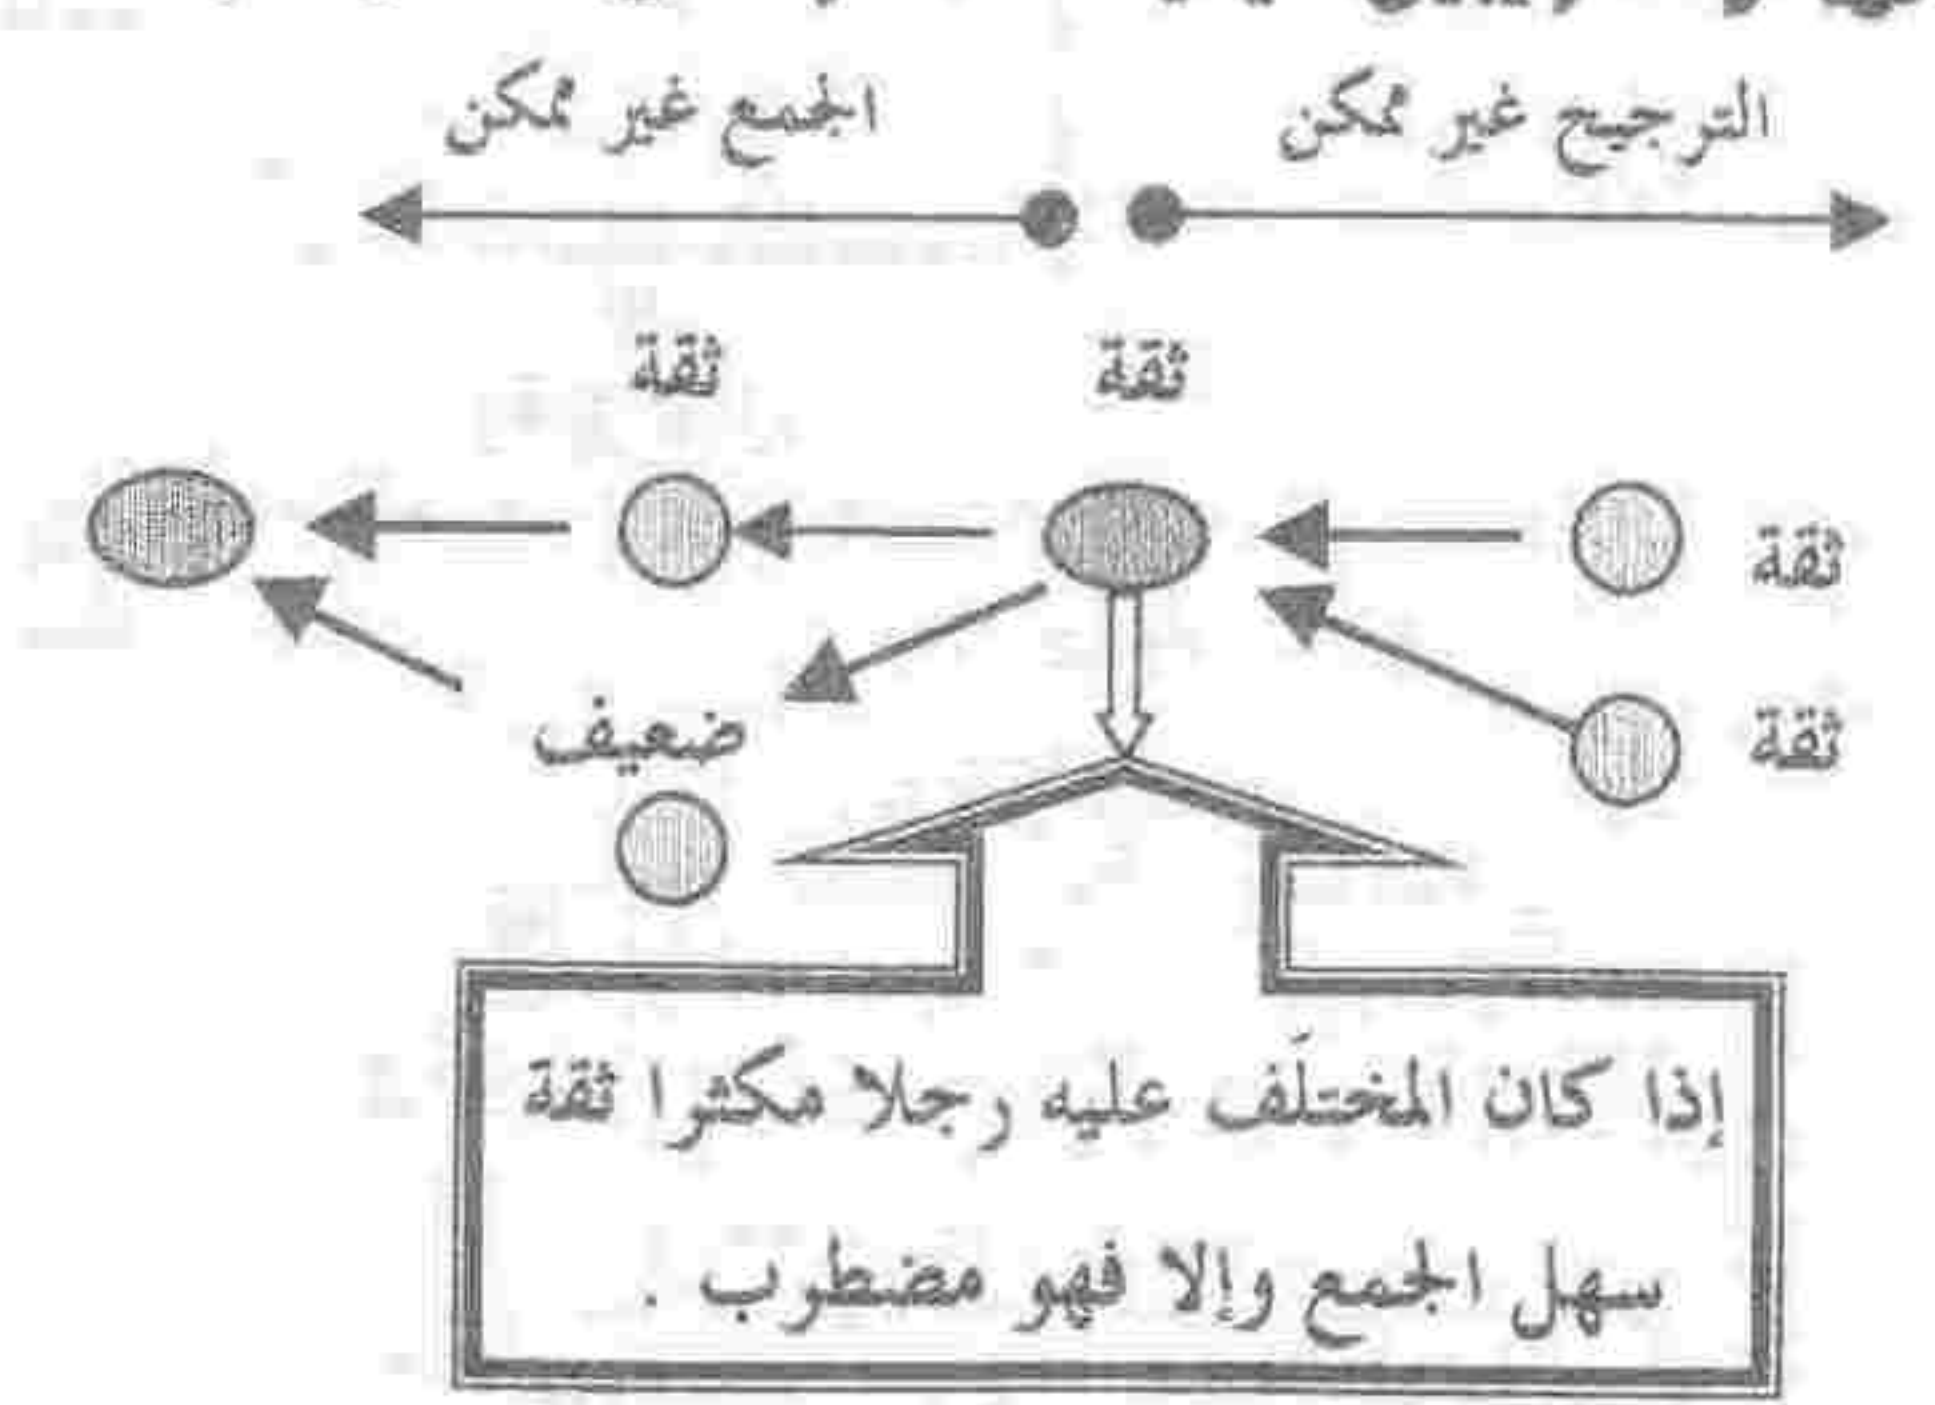 الترجيح غير ممكن
الجمع غير ممكن
ثقة
ثقة
ثقة
ثقة
ضعيف
إذا كان المختلَف عليه رجلا مكثرا ثقة
سهل الجمع وإلا فهو مضطرب .